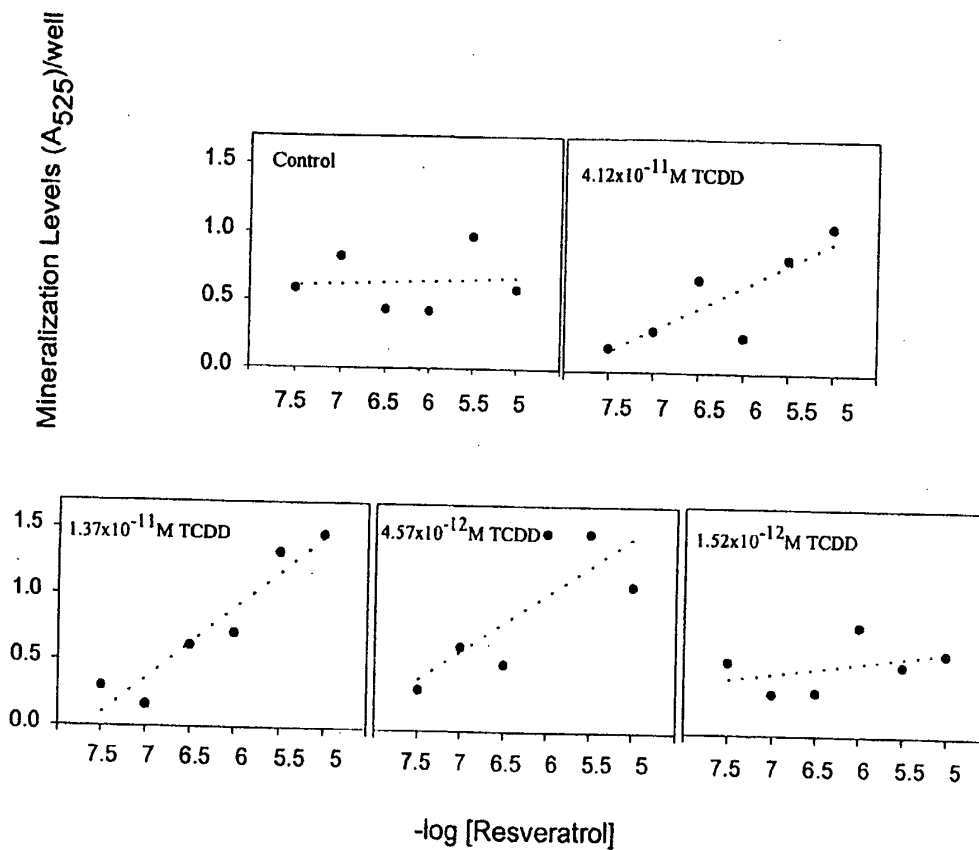 Mineralization Levels (A525)/well
Control
4.12x10-11M TCDD
1.5
1.0
0.5
0.0
7.5 7 6.5 6 5.5 5
7.5 7 6.5 6 5.5 5
1.37x10-11M TCDD
4.57x10-12M TCDD
1.52x10-12M TCDD
1.5
1.0
0.5
0.0
7.5 7 6.5 6 5.5 5
7.5 7 6.5 6 5.5 5
7.5 7 6.5 6 5.5 5
-log [Resveratrol]